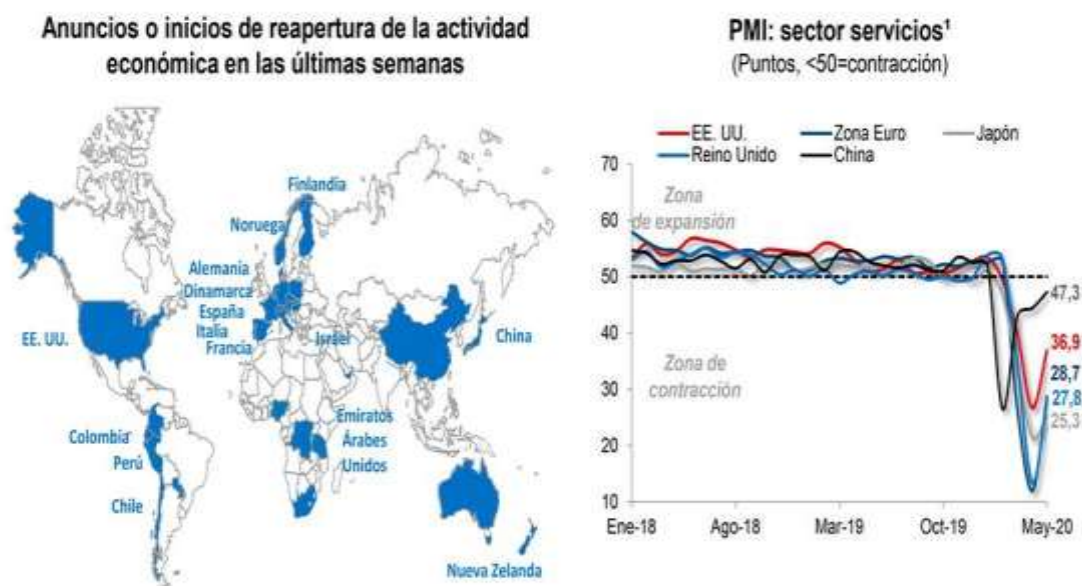 Anuncios o inicios de reapertura de la actividad
económica en las últimas semanas
Finlandia
Noruega
Alemania
Dinamarca
España
Italia
Francia
Israel
China
EE. UU.
Emiratos
Árabes
Unidos
Colombia
Perú
Chile
Nueva Zelanda
PMI: sector servicios¹
(Puntos, <50=contracción)
EE. UU. Zona Euro Japón
Reino Unido China
70
60
50
40
30
20
10
Zona
de expansión
Zona de
contracción
47,3
36,9
28,7
27,8
25,3
Ene-18 Ago-18 Mar-19 Oct-19 May-20